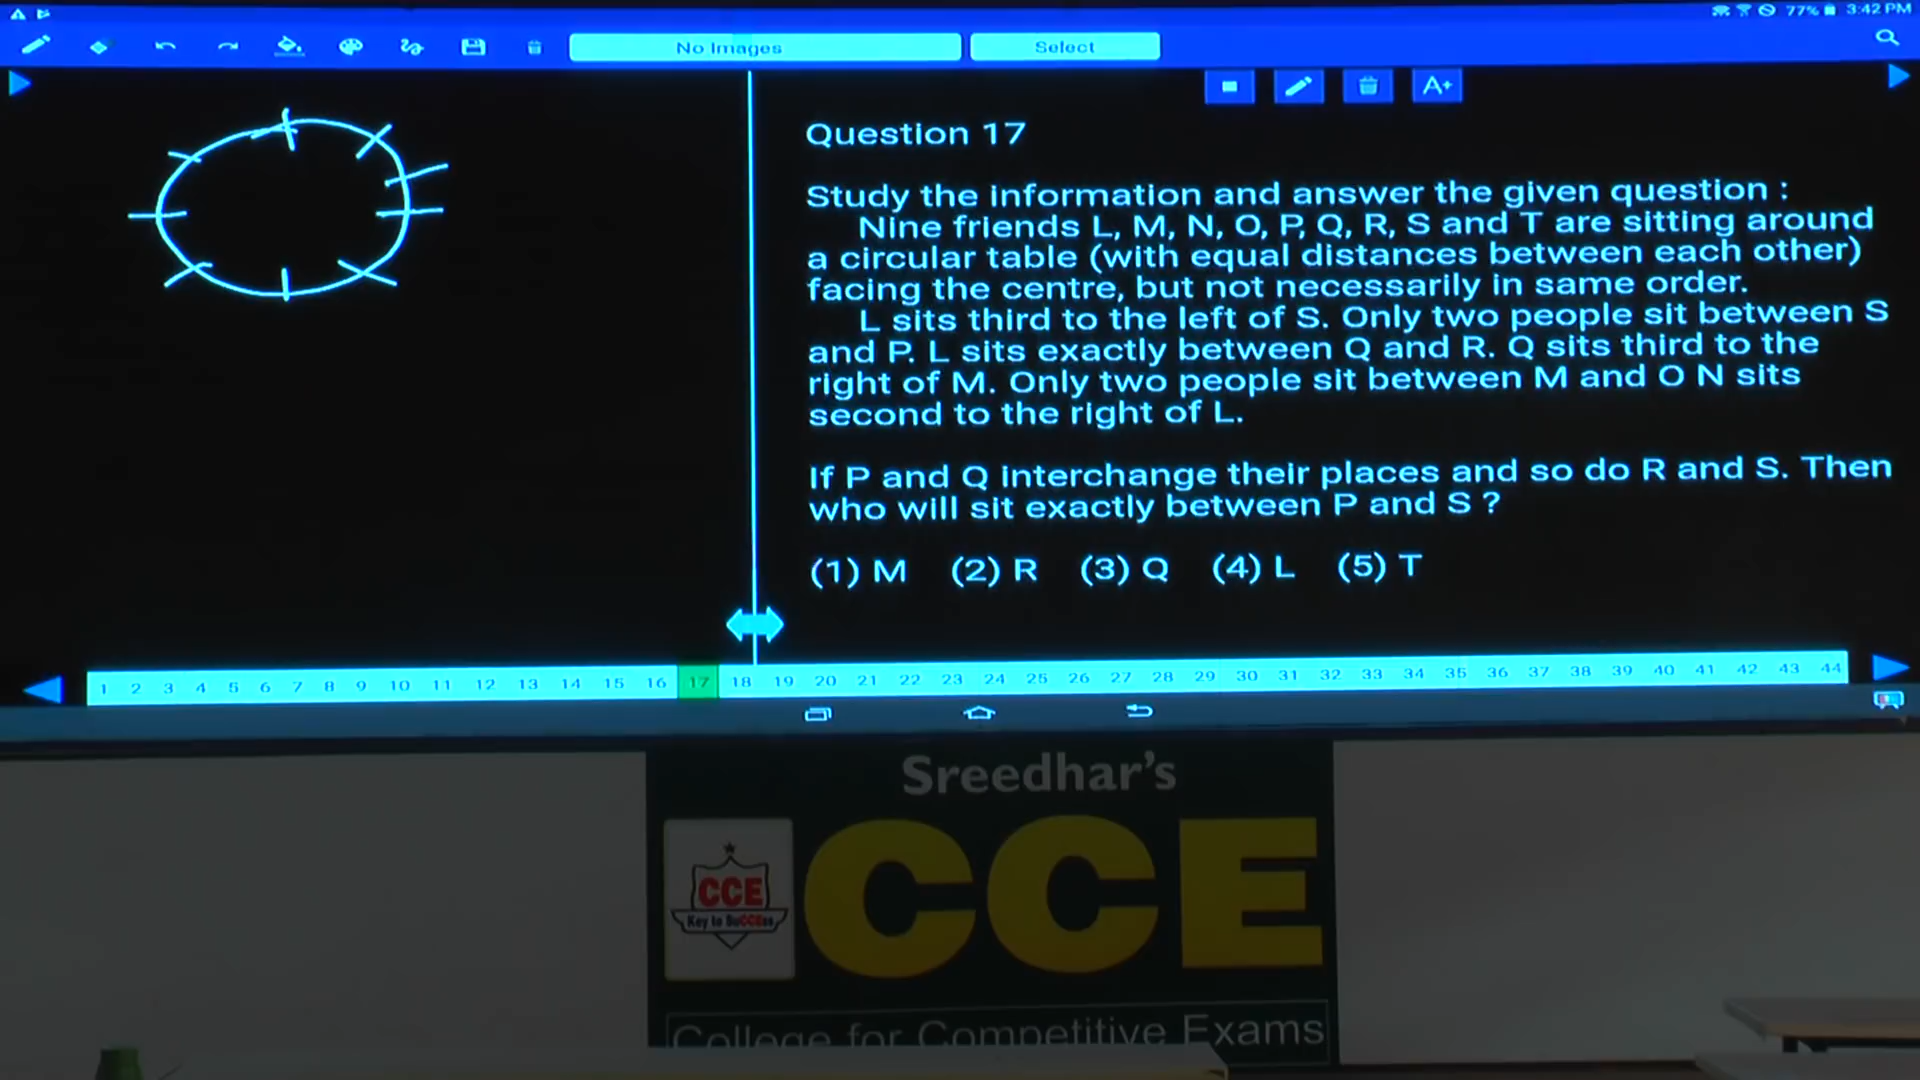 77% 3:42 PM
No Images
Select
A+
Question 17
Study the information and answer the given question :
Nine friends L, M, N, O, P, Q, R, S and T are sitting around
a circular table (with equal distances between each other)
facing the centre, but not necessarily in same order.
L sits third to the left of S. Only two people sit between S
and P. L sits exactly between Q and R. Q sits third to the
right of M. Only two people sit between M and O N sits
second to the right of L.
If P and Q interchange their places and so do R and S. Then
who will sit exactly between P and S ?
(1) M (2) R (3) Q (4) L (5) T
1 2 3 4 5 6 7 8 9 10 11 12 13 14 15 16 17 18 19 20 21 22 23 24 25 26 27 28 29 30 31 32 33 34 35 36 37 38 39 40 41 42 43 44
Sreedhar's
CCE
CCE
Key to SuCCEss
College for Competitive Exams